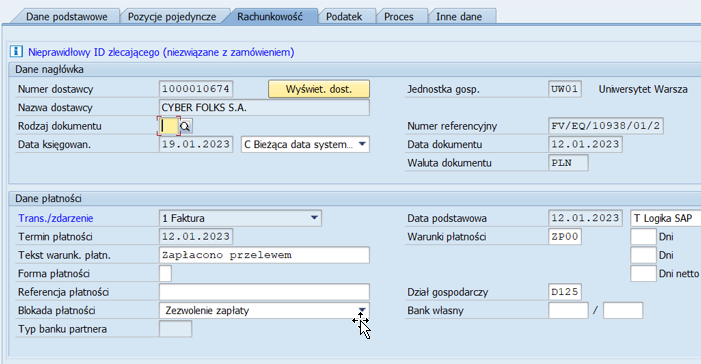 Dane podstawowe Pozycje pojedyncze Rachunkowość Podatek Proces Inne dane
Nieprawidłowy ID zlecającego (niezwiązane z zamówieniem)
Dane nagłówka
Numer dostawcy 1000010674 Wyświet. dost. Jednostka gosp. UW01 Uniwersytet Warsza
Nazwa dostawcy CYBER FOLKS S.A.
Rodzaj dokumentu Numer referencyjny FV/EQ/10938/01/2
Data księgowan. 19.01.2023 C Bieżąca data system... Data dokumentu 12.01.2023
Waluta dokumentu PLN
Dane płatności
Trans./zdarzenie 1 Faktura Data podstawowa 12.01.2023 T Logika SAP
Termin płatności 12.01.2023 Warunki płatności ZP00 Dni
Tekst warunk. płatn. Zapłacono przelewem Dni
Forma płatności Dni netto
Referencja płatności Dział gospodarczy D125
Blokada płatności Zezwolenie zapłaty Bank własny /
Typ banku partnera